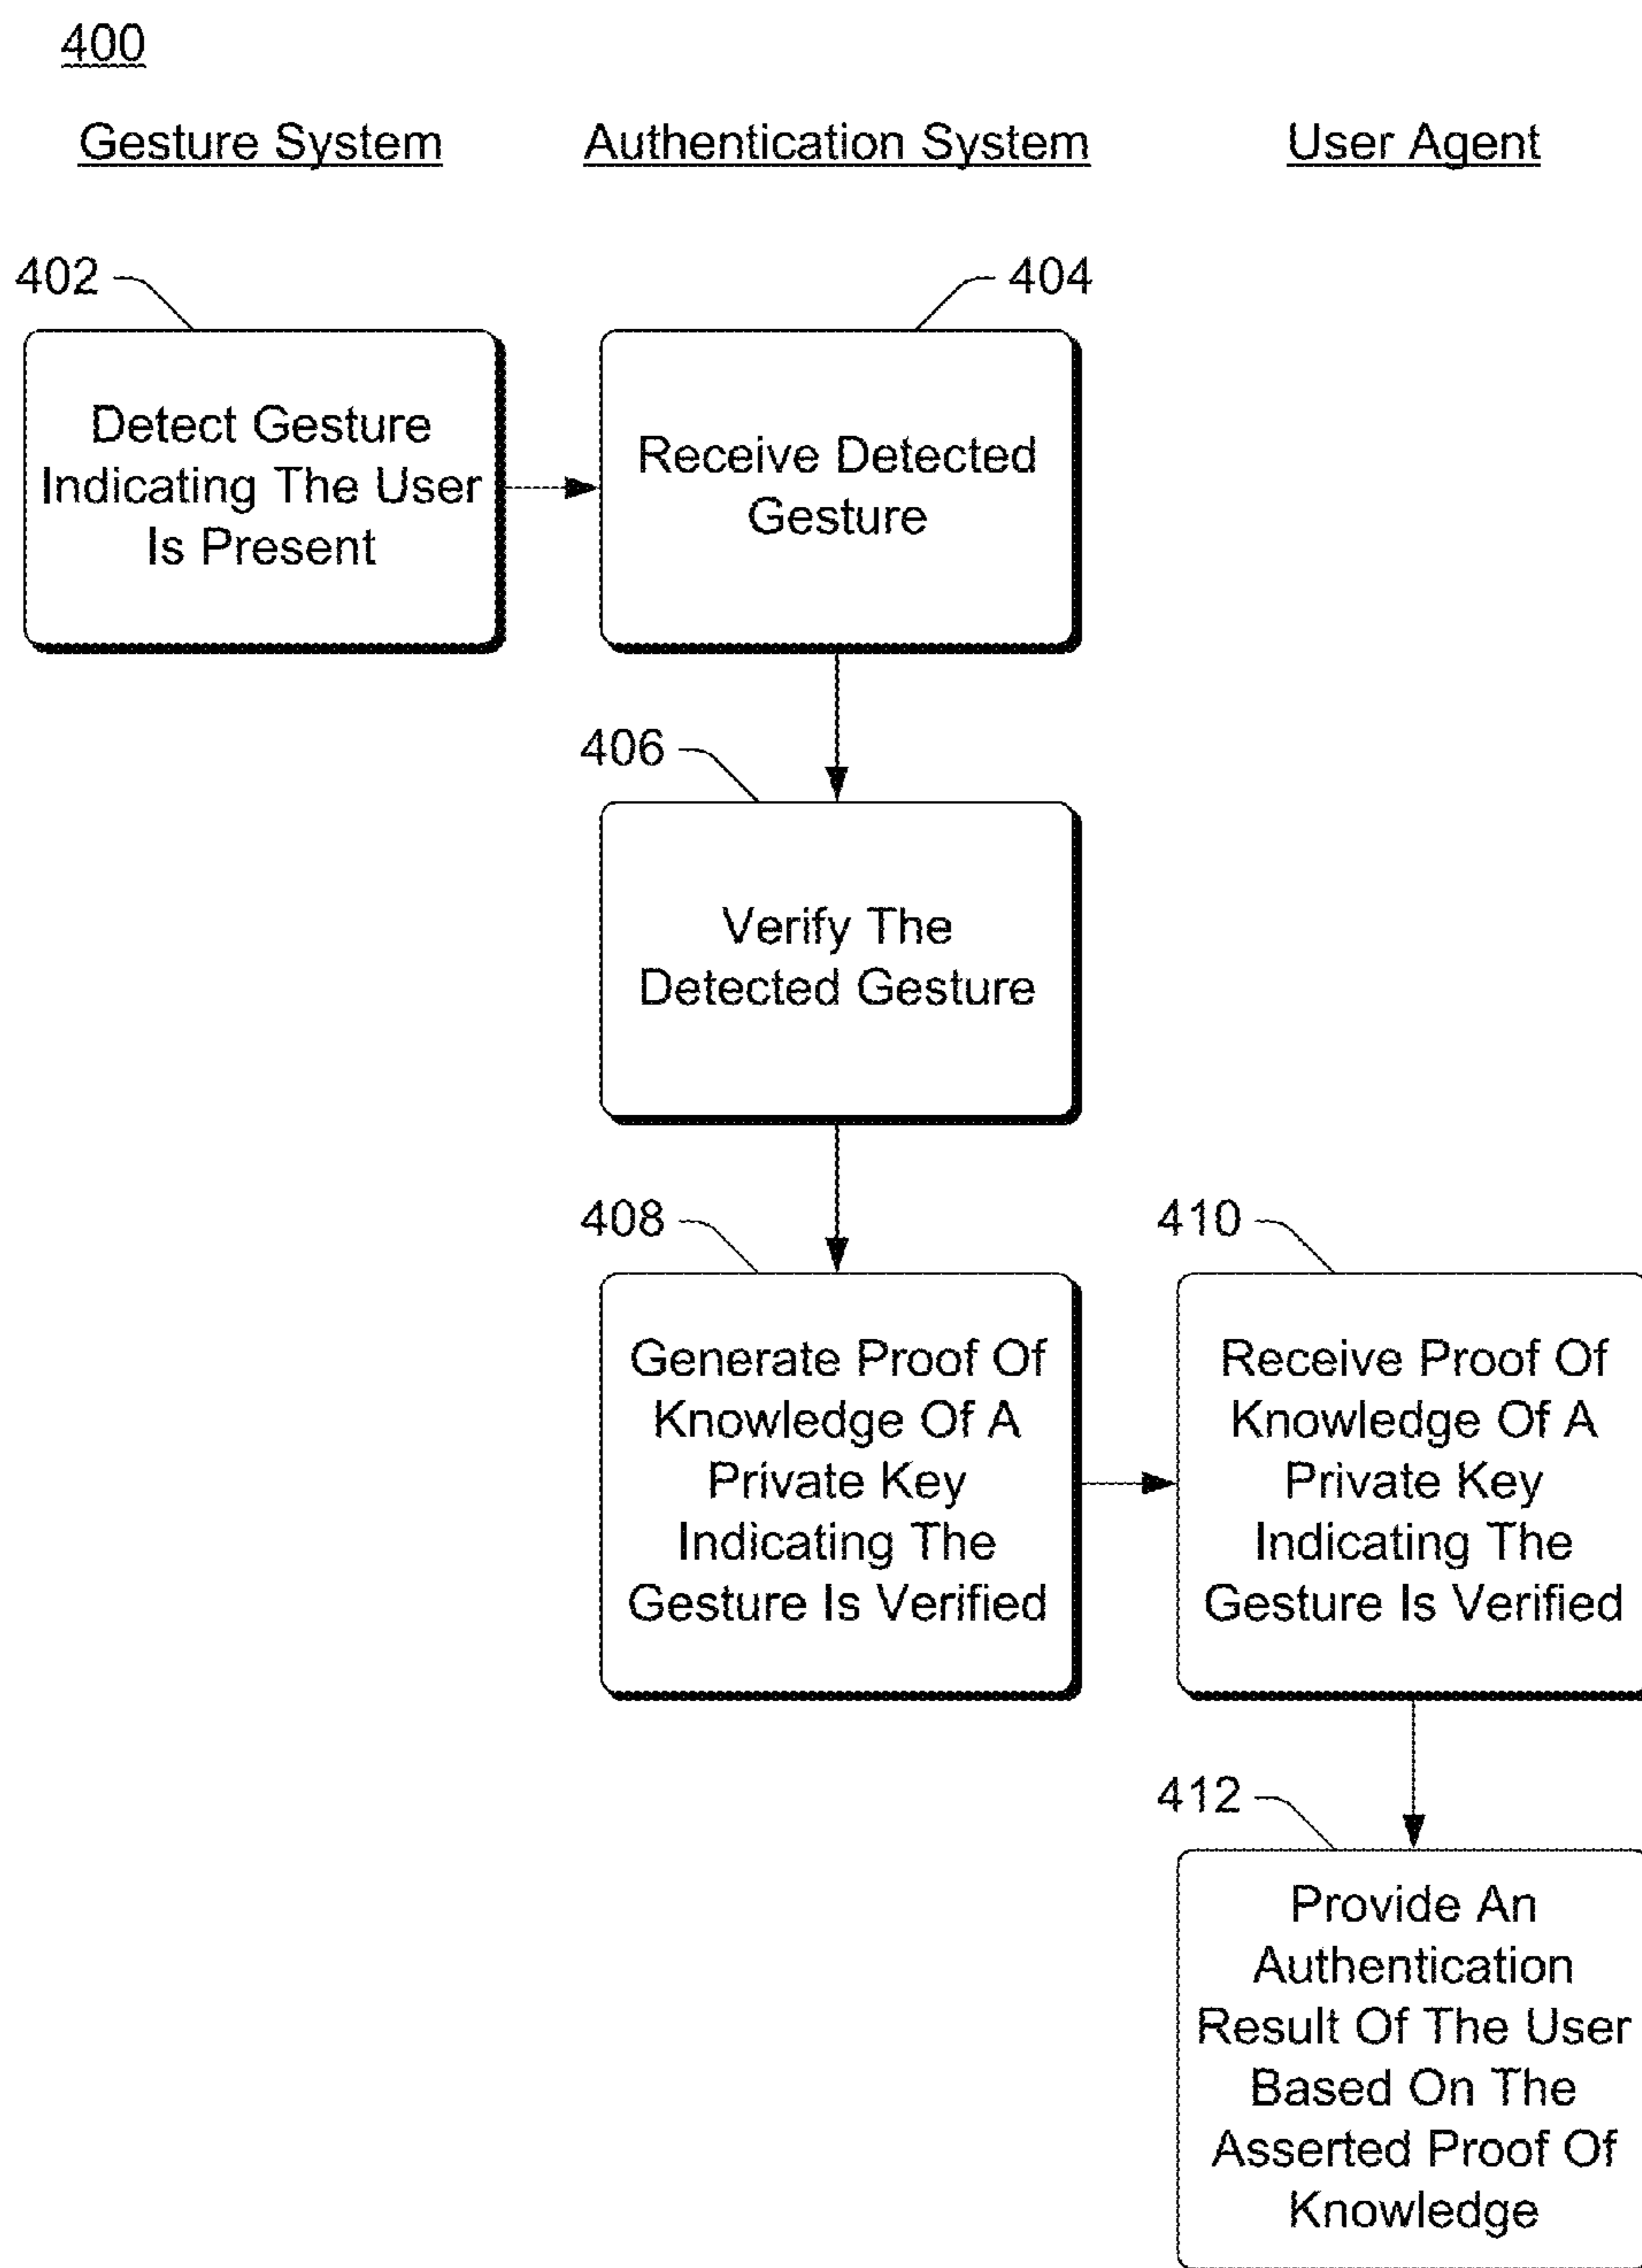 400
Gesture System
Authentication System
User Agent
402
404
Detect Gesture
Indicating The User
Is Present
Receive Detected
Gesture
406
Verify The
Detected Gesture
408
410
Generate Proof Of
Knowledge Of A
Private Key
Indicating The
Gesture Is Verified
Receive Proof Of
Knowledge Of A
Private Key
Indicating The
Gesture Is Verified
412
Provide An
Authentication
Result Of The User
Based On The
Asserted Proof Of
Knowledge